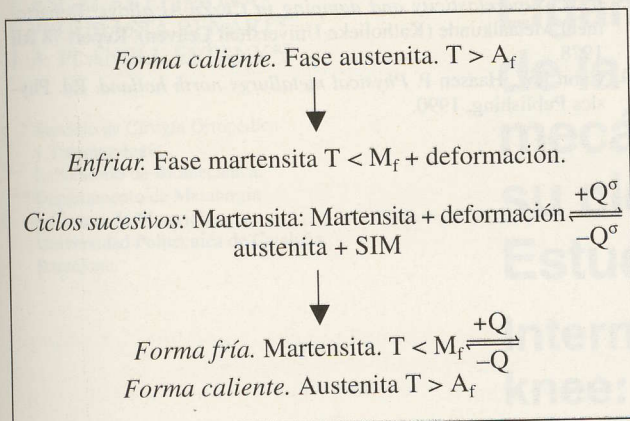 Forma caliente. Fase austenita. T > Af
Enfriar. Fase martensita T < Mf + deformación.
+Qσ
Ciclos sucesivos: Martensita: Martensita + deformación ⇌
−Qσ
austenita + SIM
+Q
Forma fría. Martensita. T < Mf ⇌
−Q
Forma caliente. Austenita T > Af